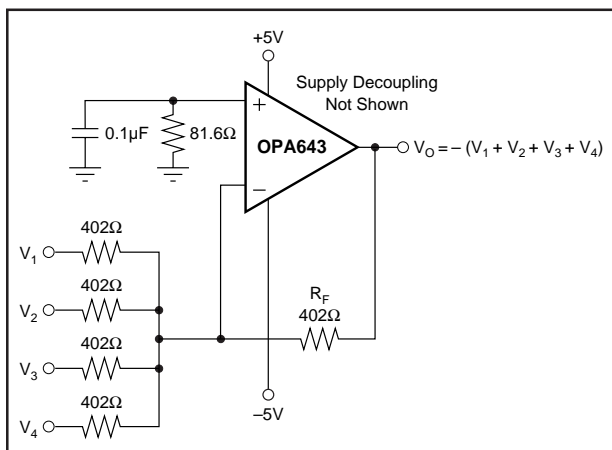 +5V
Supply Decoupling
Not Shown
+
0.1µF
81.6Ω
OPA643
V_O = – (V_1 + V_2 + V_3 + V_4)
–
402Ω
V_1
402Ω
V_2
R_F
402Ω
402Ω
V_3
402Ω
V_4
–5V